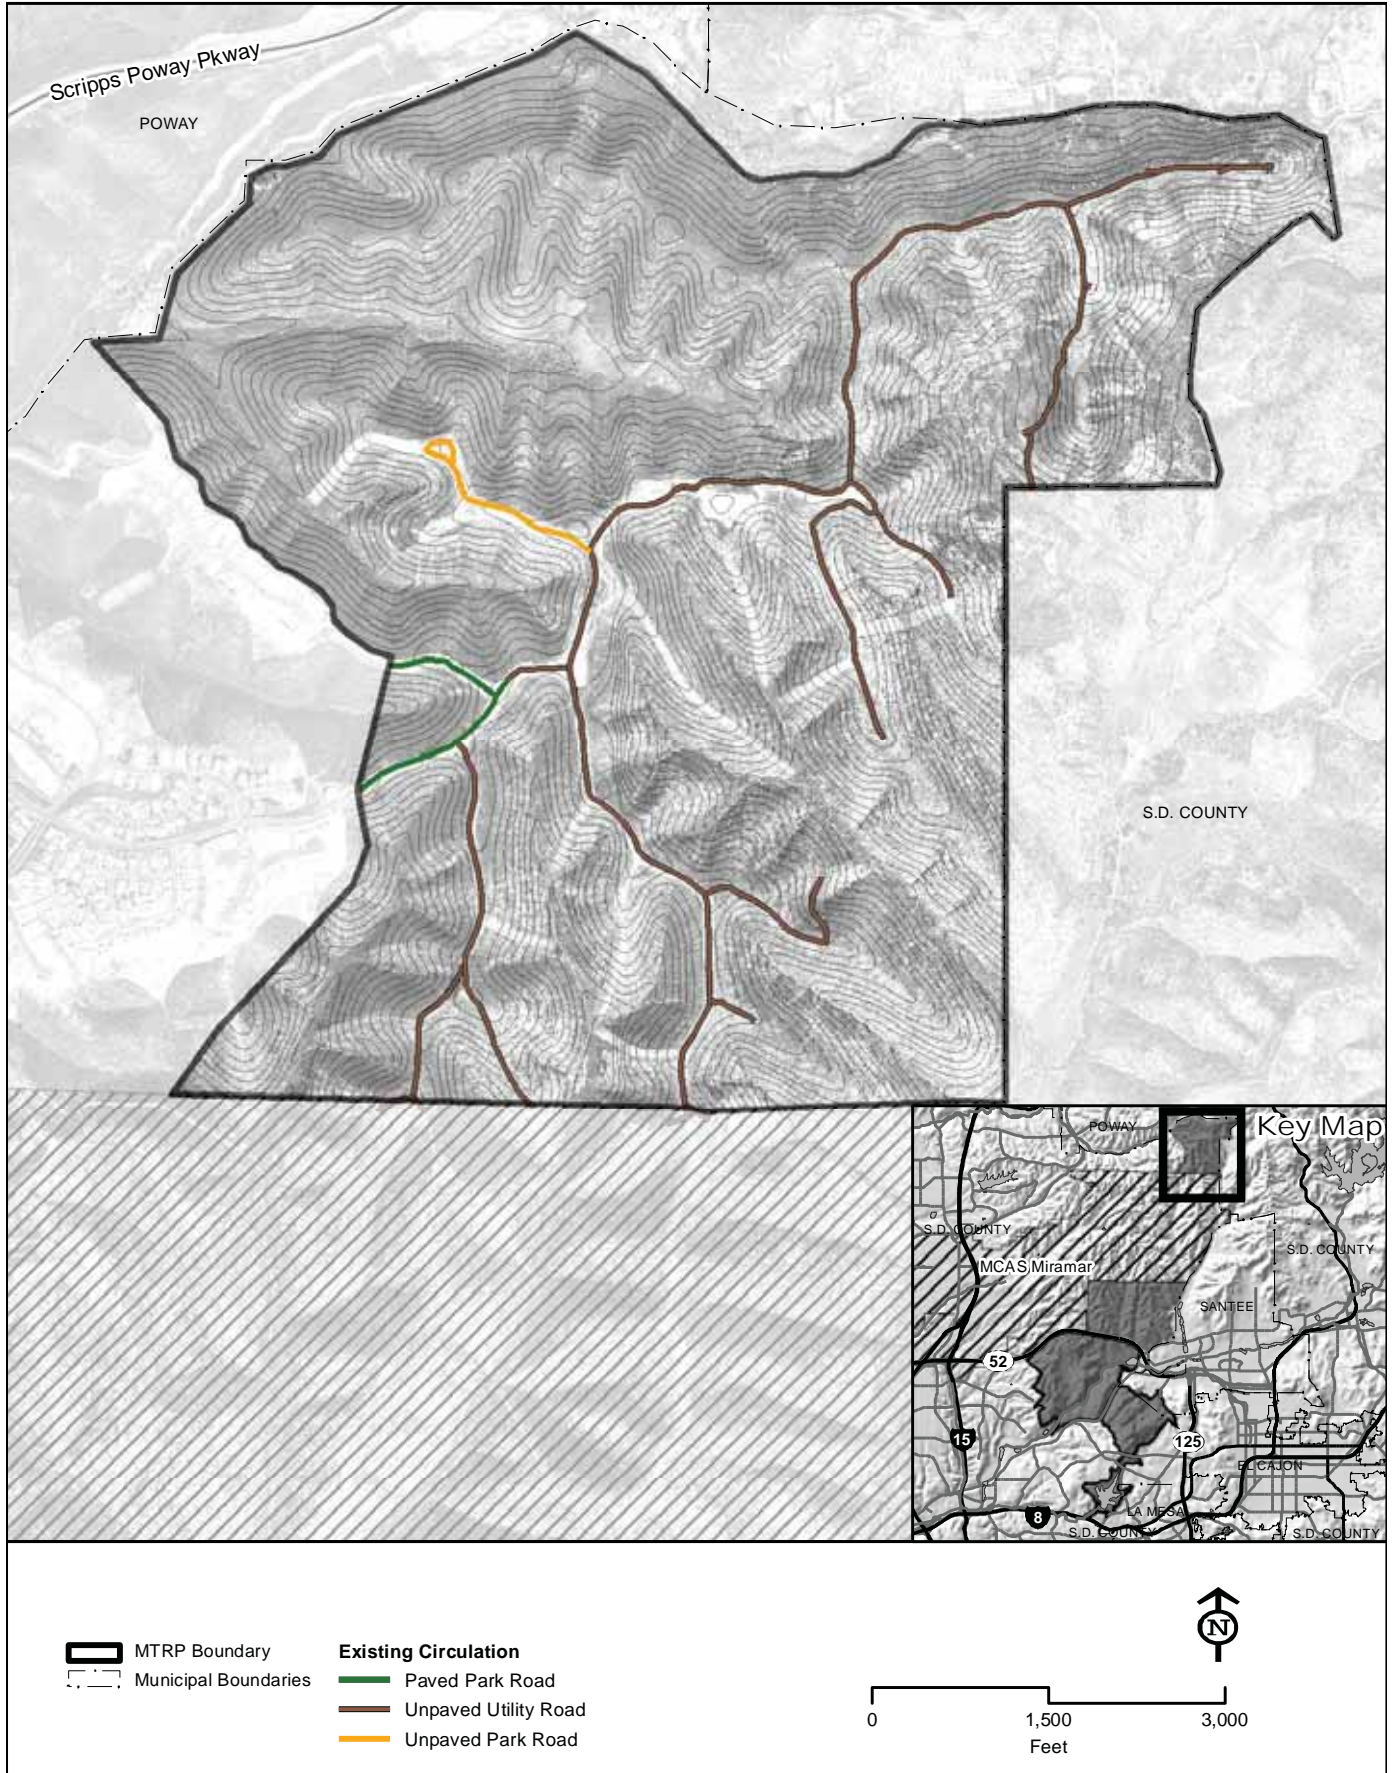 Scripps Poway Pkway
POWAY
S.D. COUNTY
Key Map
POWAY
S.D. COUNTY
S.D. COUNTY
MCAS Miramar
SANTEE
52
15
125
EL CAJON
8
LA MESA
S.D. COUNTY
S.D. COUNTY
MTRP Boundary
Municipal Boundaries
Existing Circulation
Paved Park Road
Unpaved Utility Road
Unpaved Park Road
N
0
1,500
3,000
Feet